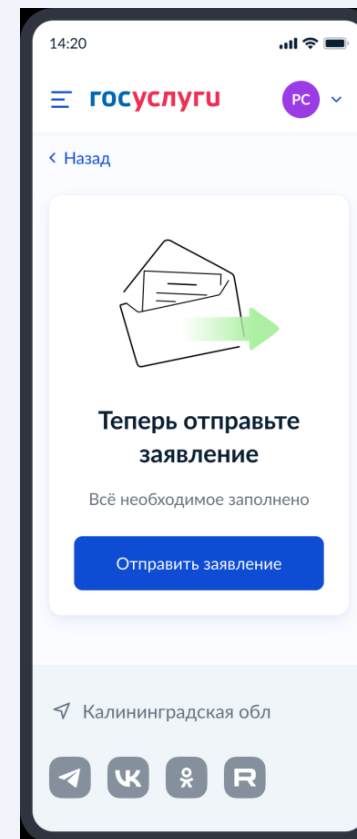 14:20
госуслуги
РС
Назад
Теперь отправьте
заявление
Всё необходимое заполнено
Отправить заявление
Калининградская обл